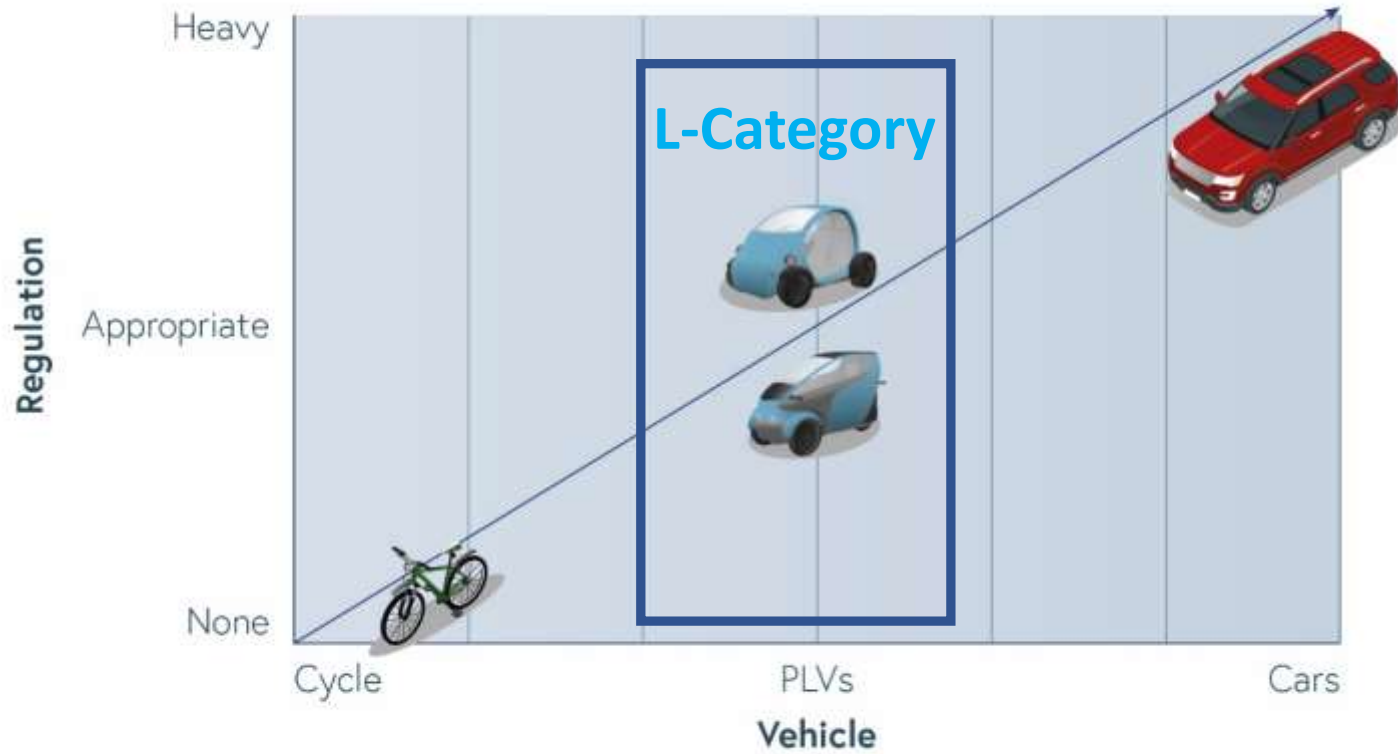 Heavy
L-Category
Regulation
Appropriate
None
Cycle
PLVs
Cars
Vehicle